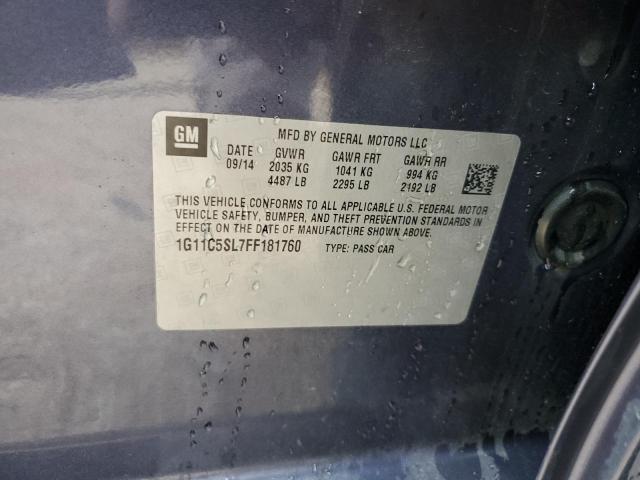 GM
MFD BY GENERAL MOTORS LLC
DATE GVWR GAWR FRT GAWR RR
09/14 2035 KG 1041 KG 994 KG
4487 LB 2295 LB 2192 LB
THIS VEHICLE CONFORMS TO ALL APPLICABLE U.S. FEDERAL MOTOR
VEHICLE SAFETY, BUMPER, AND THEFT PREVENTION STANDARDS IN
EFFECT ON THE DATE OF MANUFACTURE SHOWN ABOVE.
1G11C5SL7FF181760 TYPE: PASS CAR